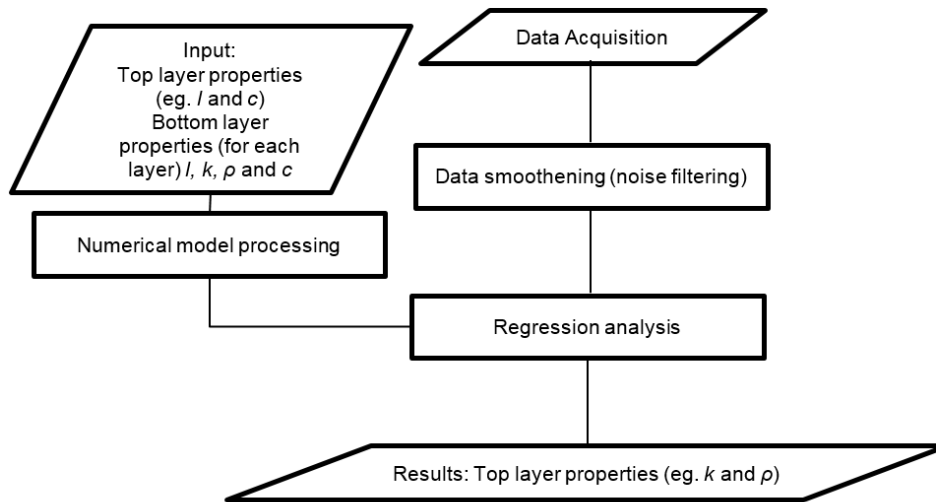 Input:
Top layer properties
(eg. l and c)
Bottom layer
properties (for each
layer) l, k, ρ and c
Data Acquisition
Data smoothening (noise filtering)
Numerical model processing
Regression analysis
Results: Top layer properties (eg. k and ρ)